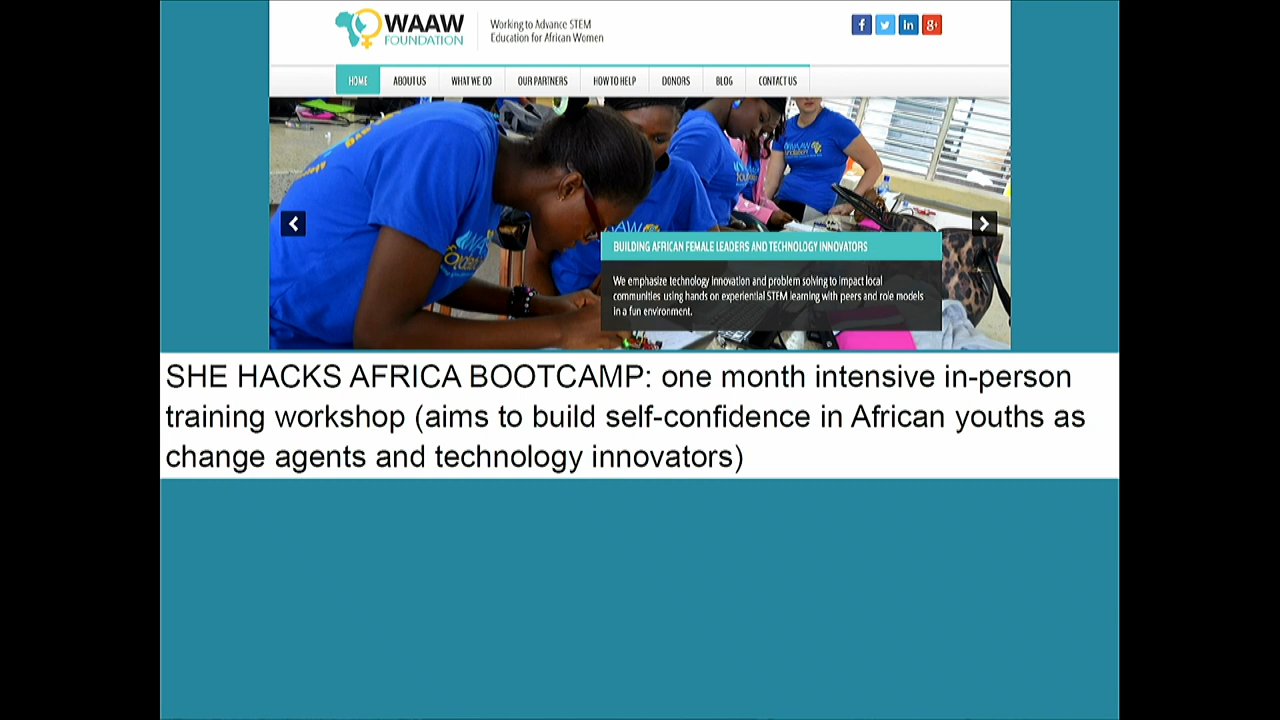 WAAW
FOUNDATION
Working to Advance STEM
Education for African Women
HOME ABOUT US WHAT WE DO OUR PARTNERS HOW TO HELP DONORS BLOG CONTACT US
BUILDING AFRICAN FEMALE LEADERS AND TECHNOLOGY INNOVATORS
We emphasize technology innovation and problem solving to impact local
communities using hands on experiential STEM learning with peers and role models
in a fun environment.
SHE HACKS AFRICA BOOTCAMP: one month intensive in-person
training workshop (aims to build self-confidence in African youths as
change agents and technology innovators)